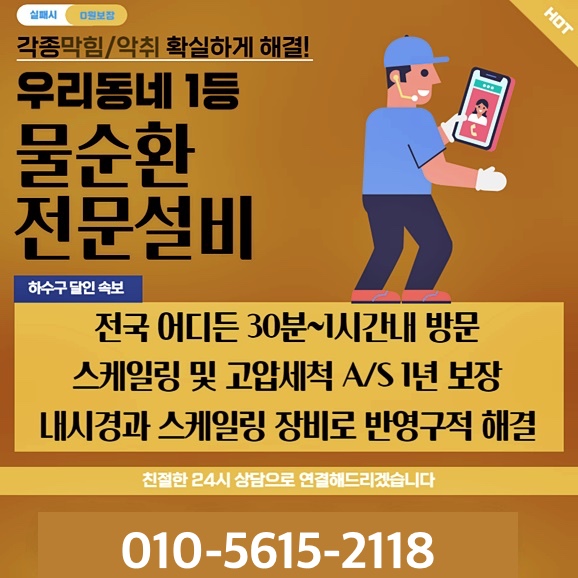 실패시 0원보장
HOT
각종막힘/악취 확실하게 해결!
우리동네 1등
물순환
전문설비
하수구 달인 속보
전국 어디든 30분~1시간내 방문
스케일링 및 고압세척 A/S 1년 보장
내시경과 스케일링 장비로 반영구적 해결
친절한 24시 상담으로 연결해드리겠습니다
010-5615-2118